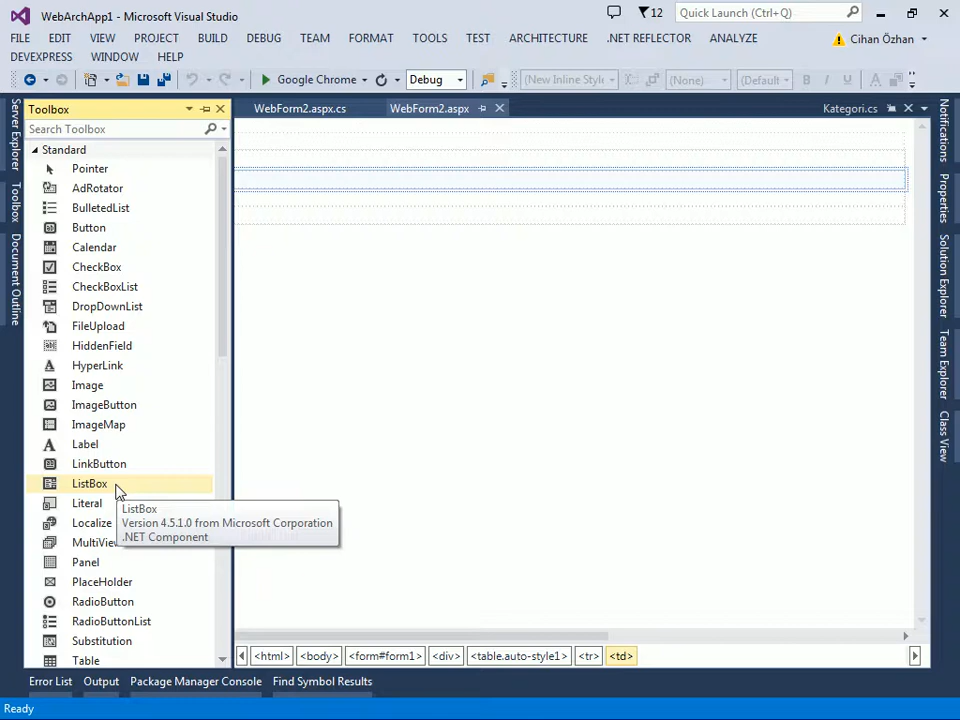 WebArchApp1 - Microsoft Visual Studio
12
Quick Launch (Ctrl+Q)
FILE EDIT VIEW PROJECT BUILD DEBUG TEAM FORMAT TOOLS TEST ARCHITECTURE .NET REFLECTOR ANALYZE
Cihan Özhan
DEVEXPRESS WINDOW HELP
Google Chrome
Debug
(New Inline Style
(None)
(Default
B I U
Server Explorer
Toolbox
Document Outline
Toolbox
Search Toolbox
Standard
Pointer
AdRotator
BulletedList
Button
Calendar
CheckBox
CheckBoxList
DropDownList
FileUpload
HiddenField
HyperLink
Image
ImageButton
ImageMap
Label
LinkButton
ListBox
Literal
Localize
MultiView
Panel
PlaceHolder
RadioButton
RadioButtonList
Substitution
Table
ListBox
Version 4.5.1.0 from Microsoft Corporation
.NET Component
WebForm2.aspx.cs
WebForm2.aspx
Kategori.cs
Notifications
Properties
Solution Explorer
Team Explorer
Class View
<html> <body> <form#form1> <div> <table.auto-style1> <tr> <td>
Error List Output Package Manager Console Find Symbol Results
Ready